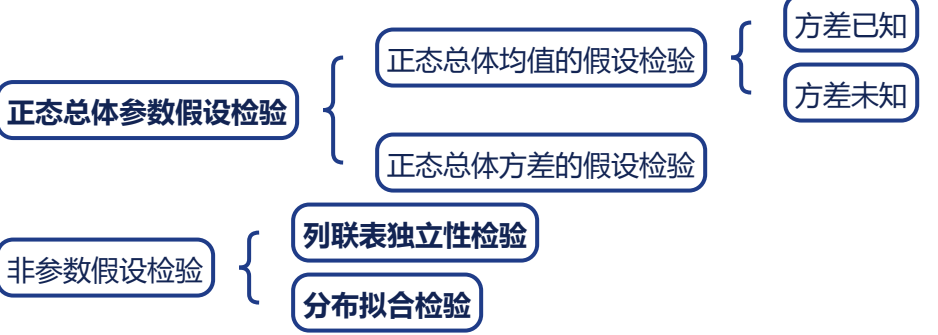 正态总体参数假设检验
正态总体均值的假设检验
方差已知
方差未知
正态总体方差的假设检验
非参数假设检验
列联表独立性检验
分布拟合检验